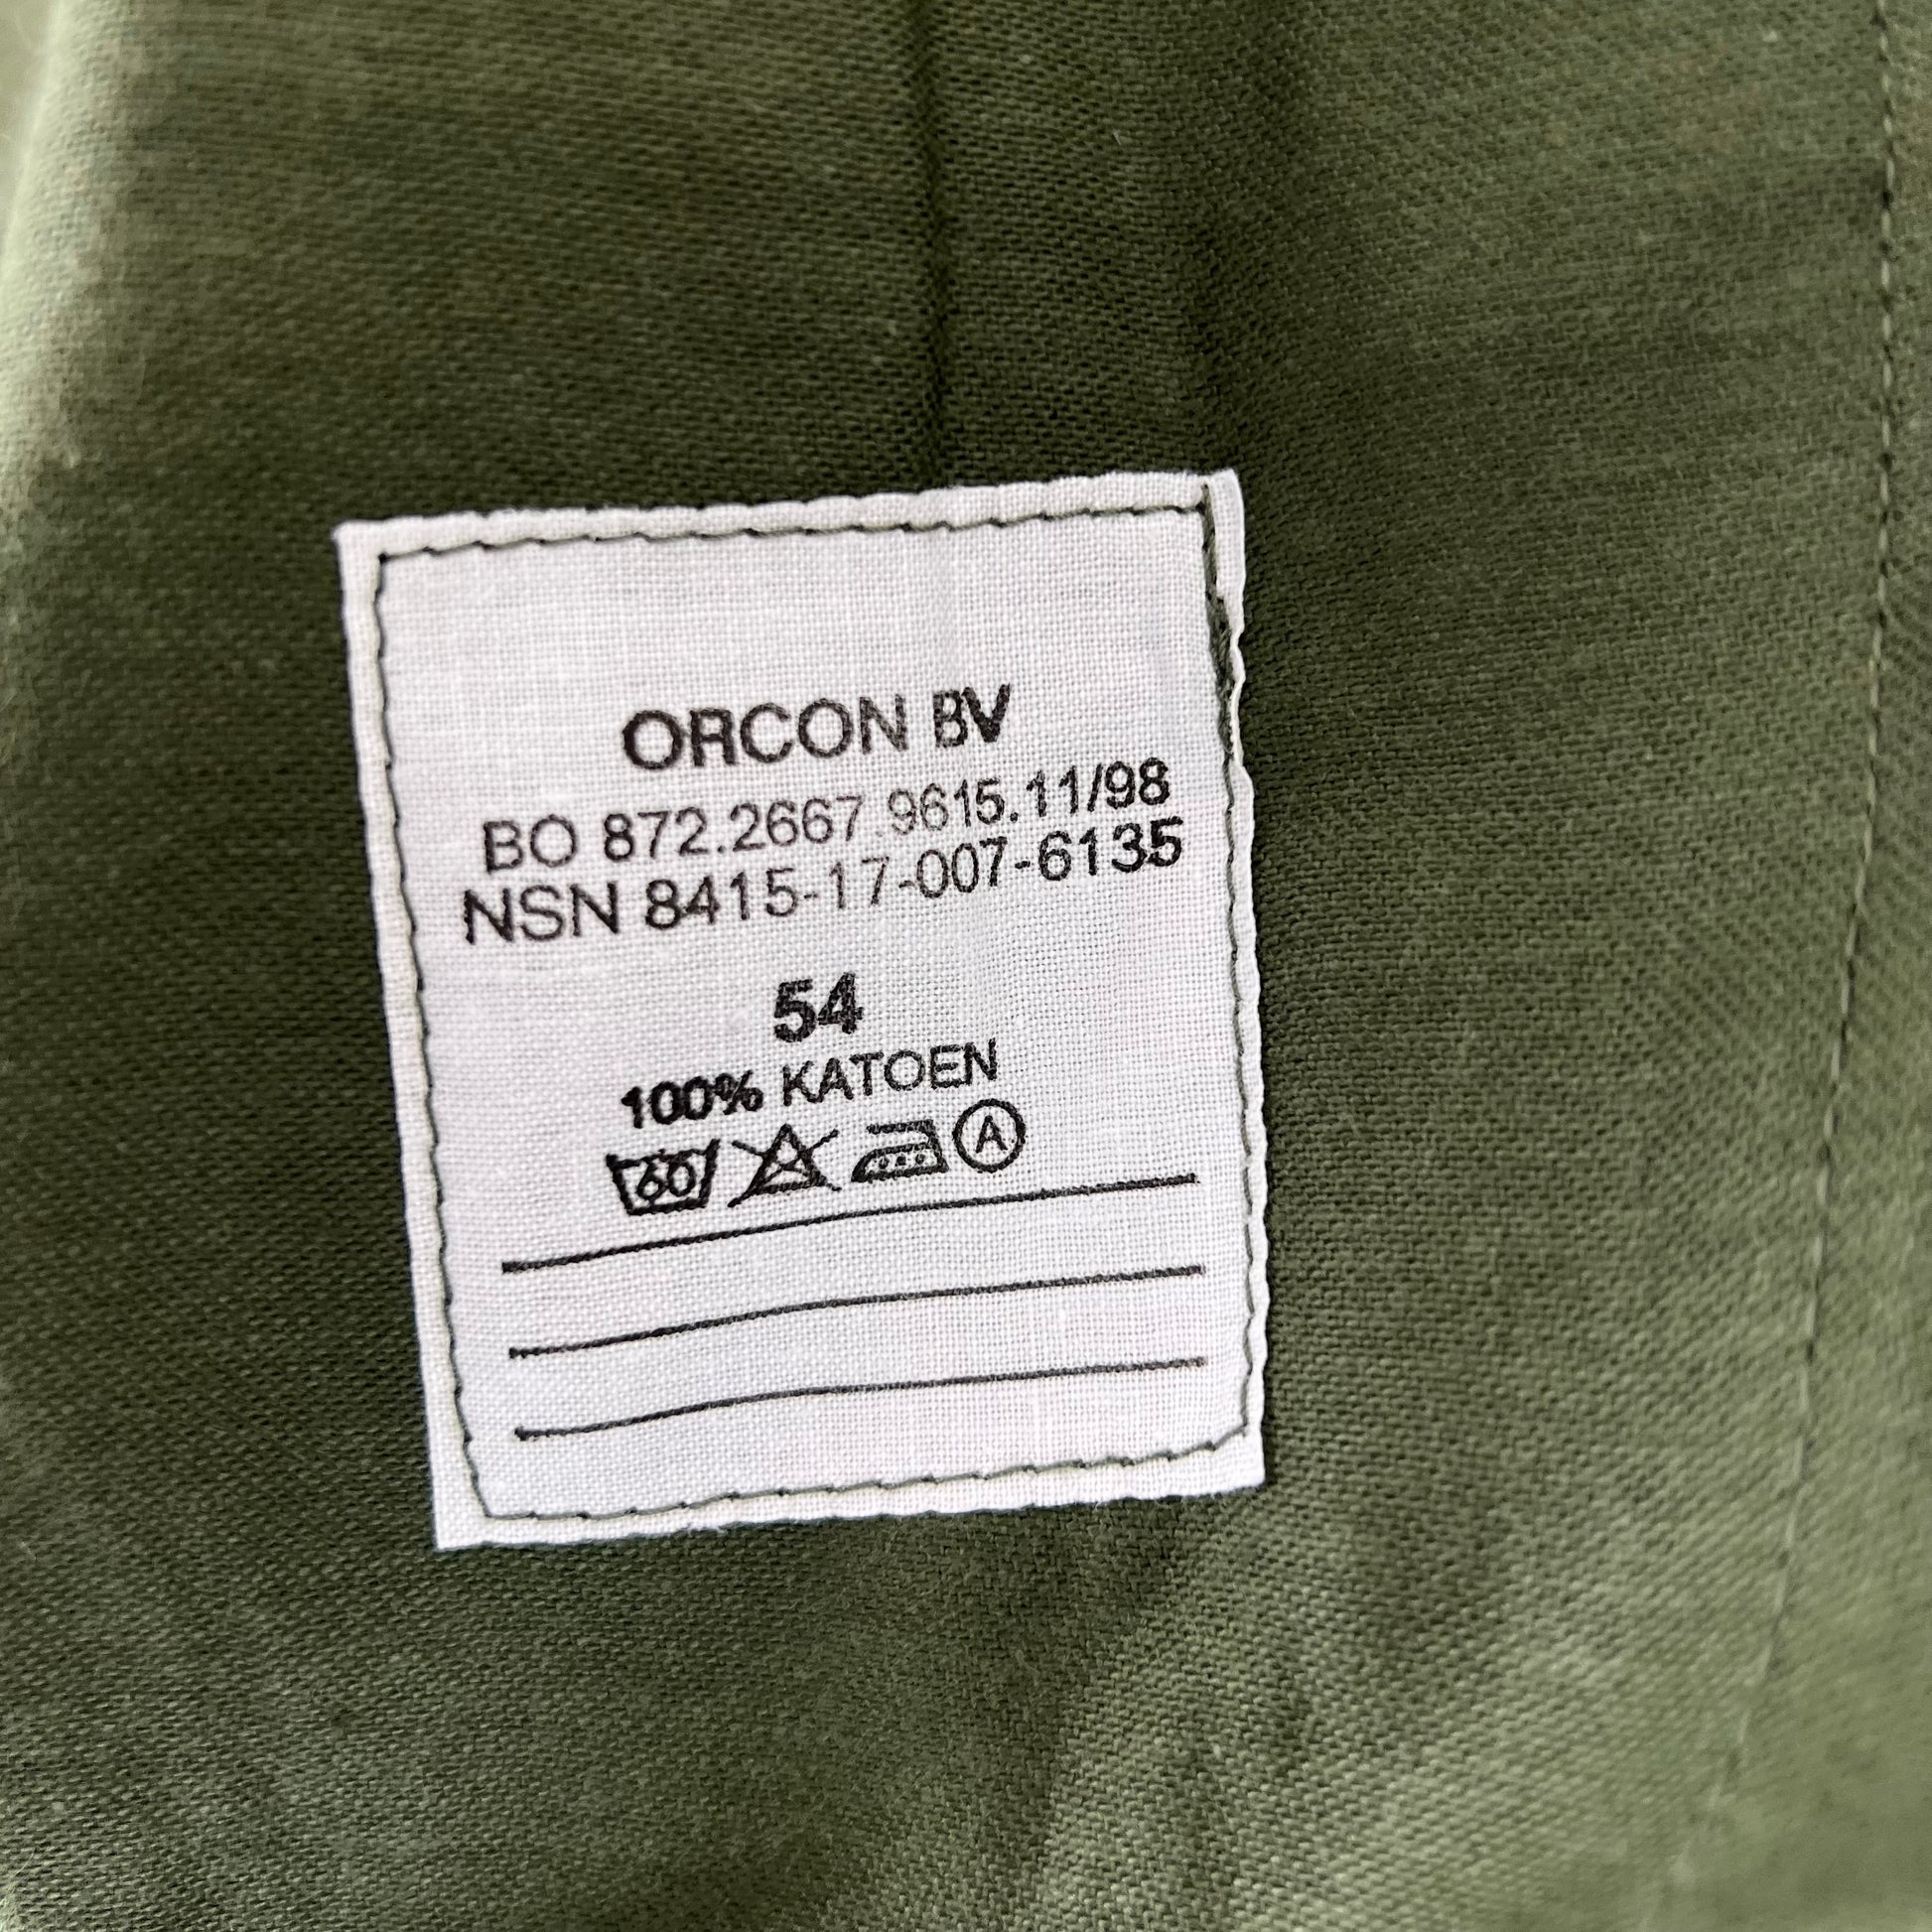 ORCON BV
BO 872.2667.9615.11/98
NSN 8415-17-007-6135
54
100% KATOEN
60 A